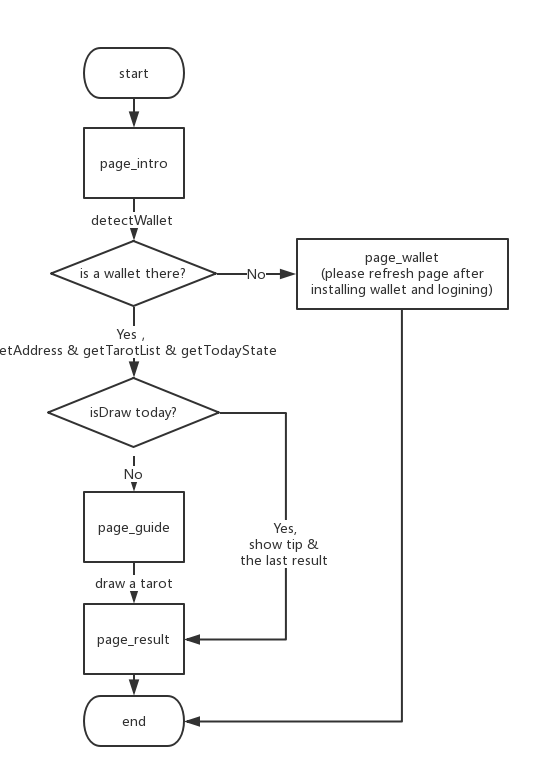 start
page_intro
detectWallet
is a wallet there?
No
page_wallet
(please refresh page after
installing wallet and logining)
Yes ,
etAddress & getTarotList & getTodayState
isDraw today?
No
page_guide
Yes,
show tip &
the last result
draw a tarot
page_result
end